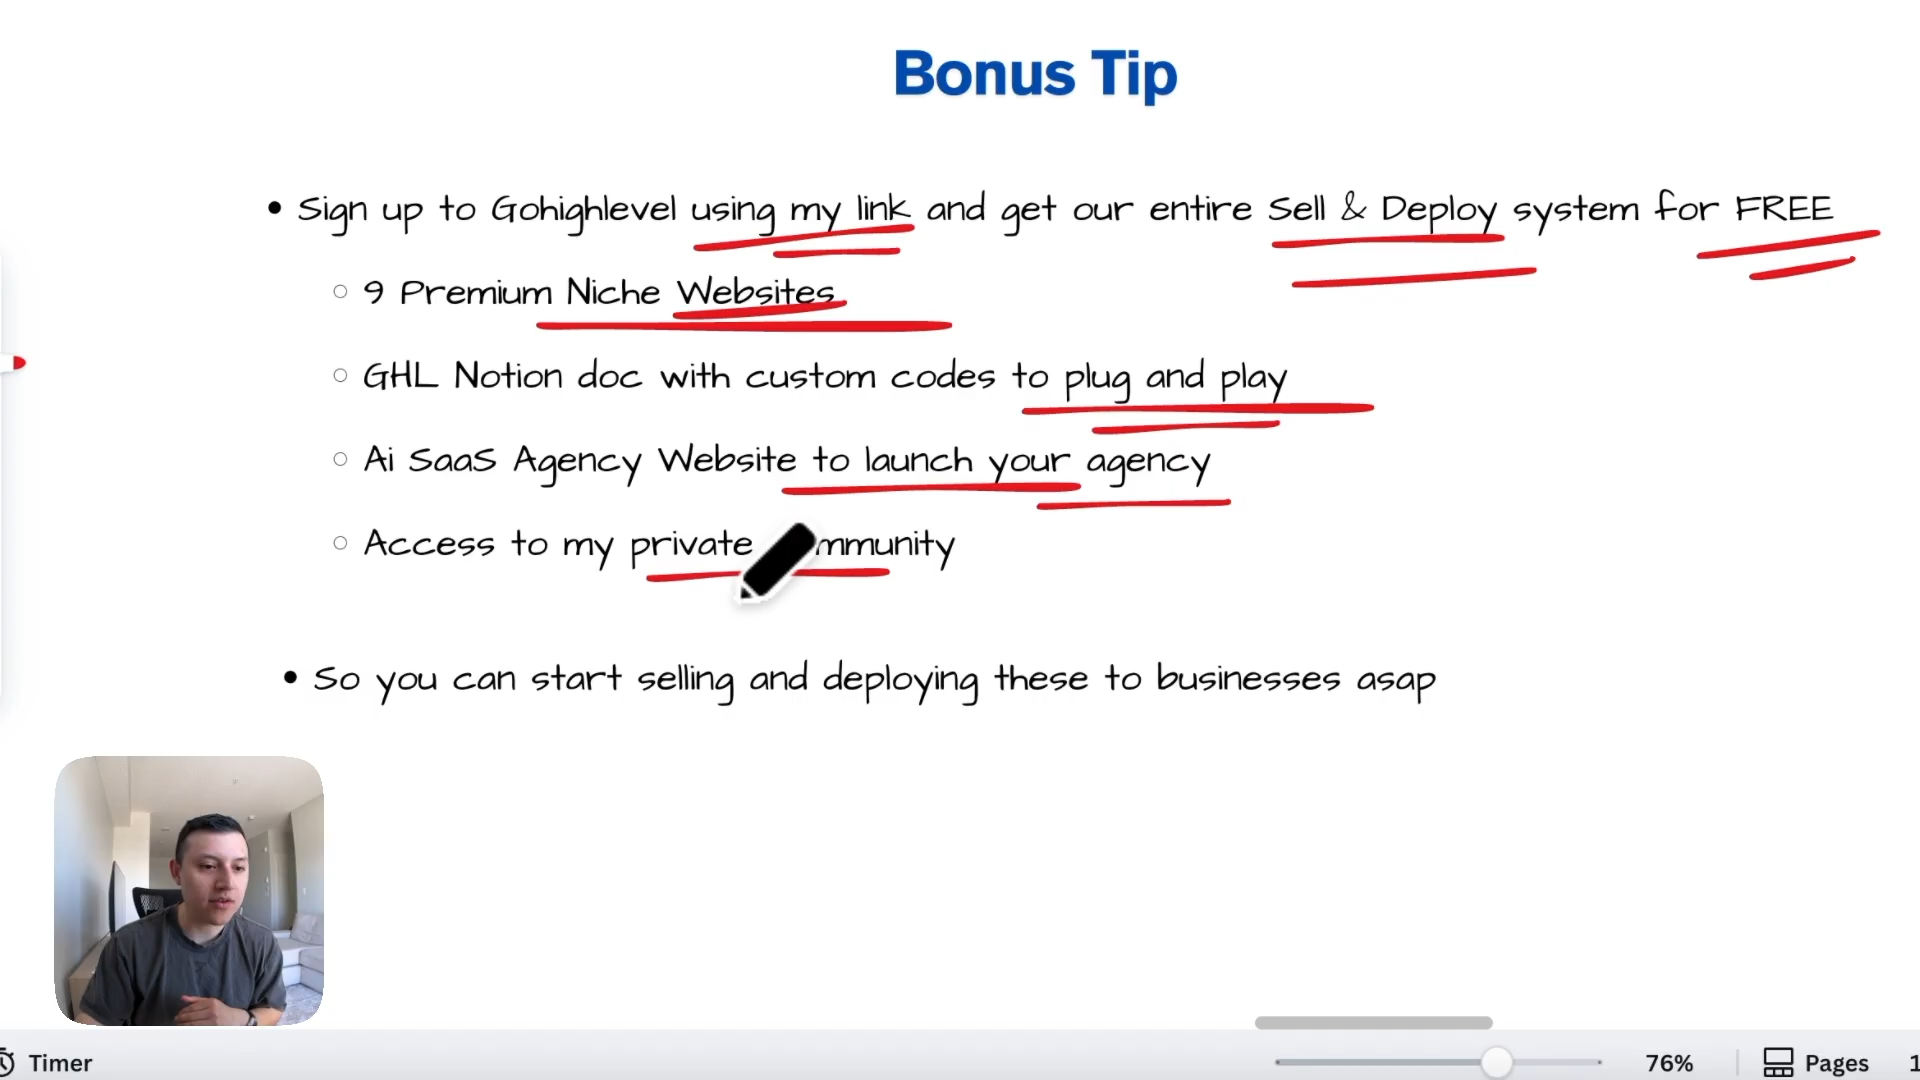 Bonus Tip
Sign up to Gohighlevel using my link and get our entire Sell & Deploy system for FREE
9 Premium Niche Websites
GHL Notion doc with custom codes to plug and play
Ai SaaS Agency Website to launch your agency
Access to my private mmunity
So you can start selling and deploying these to businesses asap
Timer
76%
Pages
1